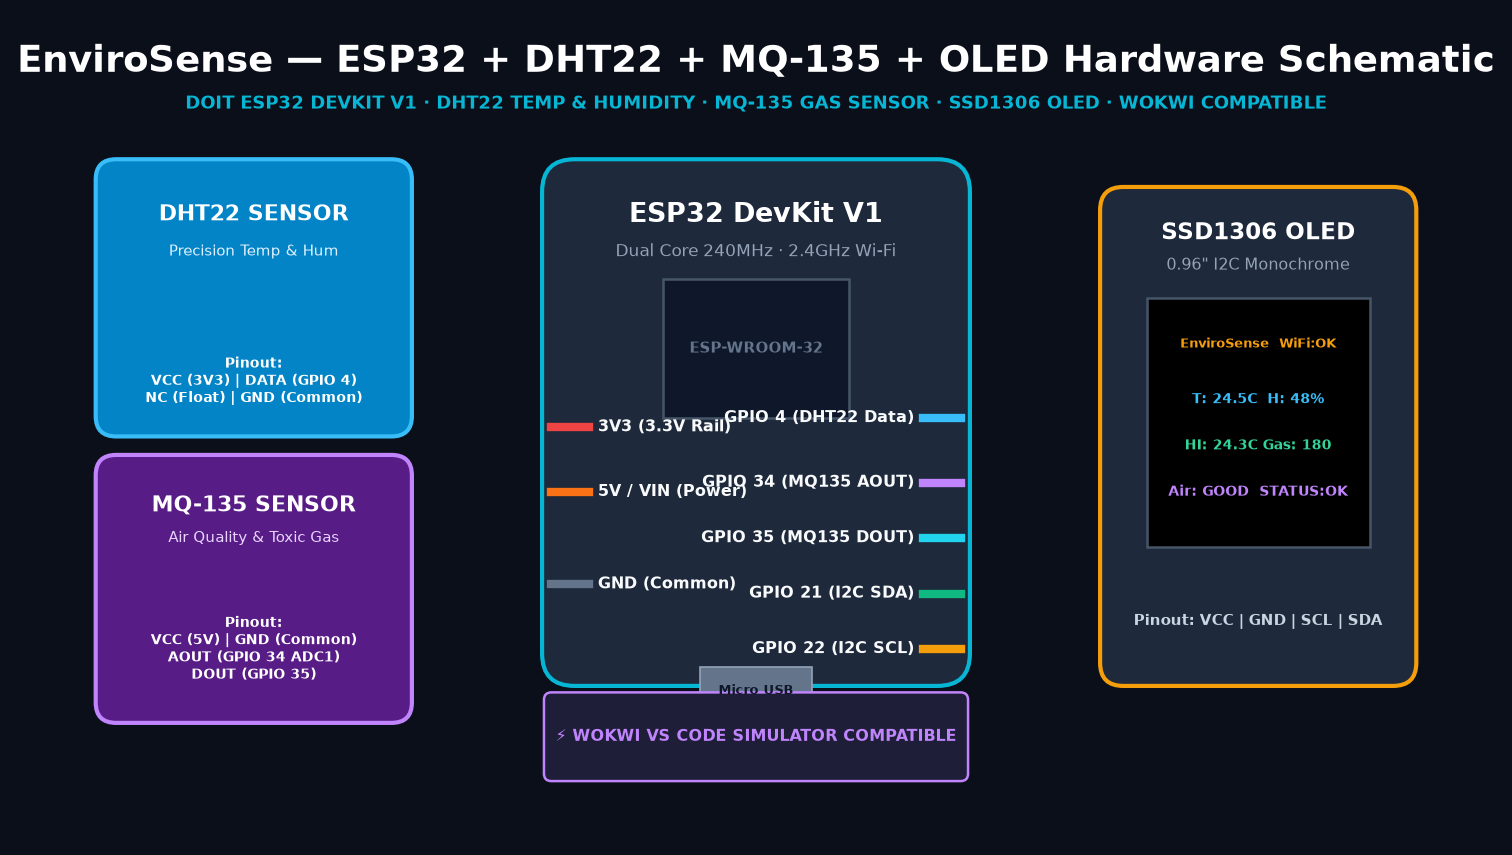 EnviroSense — ESP32 + DHT22 + MQ-135 + OLED Hardware Schematic
DOIT ESP32 DEVKIT V1 · DHT22 TEMP & HUMIDITY · MQ-135 GAS SENSOR · SSD1306 OLED · WOKWI COMPATIBLE
DHT22 SENSOR
Precision Temp & Hum
Pinout:
VCC (3V3) | DATA (GPIO 4)
NC (Float) | GND (Common)
MQ-135 SENSOR
Air Quality & Toxic Gas
Pinout:
VCC (5V) | GND (Common)
AOUT (GPIO 34 ADC1)
DOUT (GPIO 35)
ESP32 DevKit V1
Dual Core 240MHz · 2.4GHz Wi-Fi
ESP-WROOM-32
3V3 (3.3V Rail)
5V / VIN (Power)
GND (Common)
GPIO 4 (DHT22 Data)
GPIO 34 (MQ135 AOUT)
GPIO 35 (MQ135 DOUT)
GPIO 21 (I2C SDA)
GPIO 22 (I2C SCL)
Micro USB
⚡ WOKWI VS CODE SIMULATOR COMPATIBLE
SSD1306 OLED
0.96" I2C Monochrome
EnviroSense  WiFi:OK
T: 24.5C  H: 48%
HI: 24.3C Gas: 180
Air: GOOD  STATUS:OK
Pinout: VCC | GND | SCL | SDA